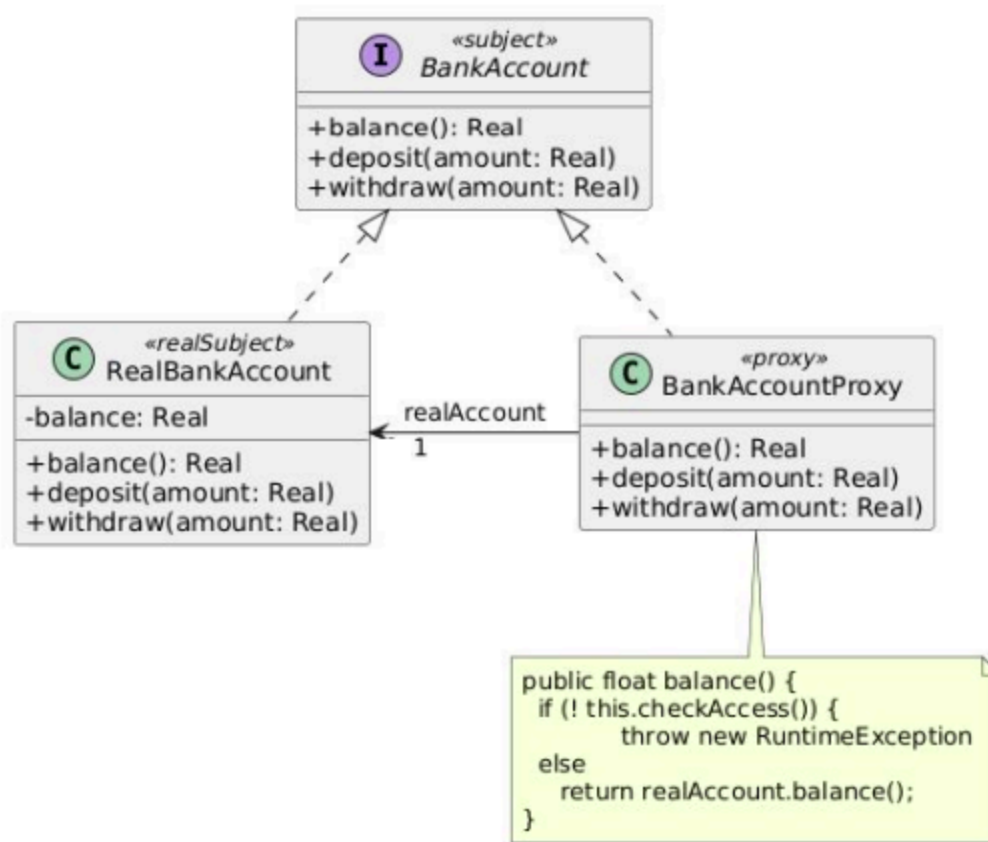 I
«subject»
BankAccount
+balance(): Real
+deposit(amount: Real)
+withdraw(amount: Real)
C
«realSubject»
RealBankAccount
-balance: Real
+balance(): Real
+deposit(amount: Real)
+withdraw(amount: Real)
realAccount
1
C
«proxy»
BankAccountProxy
+balance(): Real
+deposit(amount: Real)
+withdraw(amount: Real)
public float balance() {
if (! this.checkAccess()) {
throw new RuntimeException
else
return realAccount.balance();
}